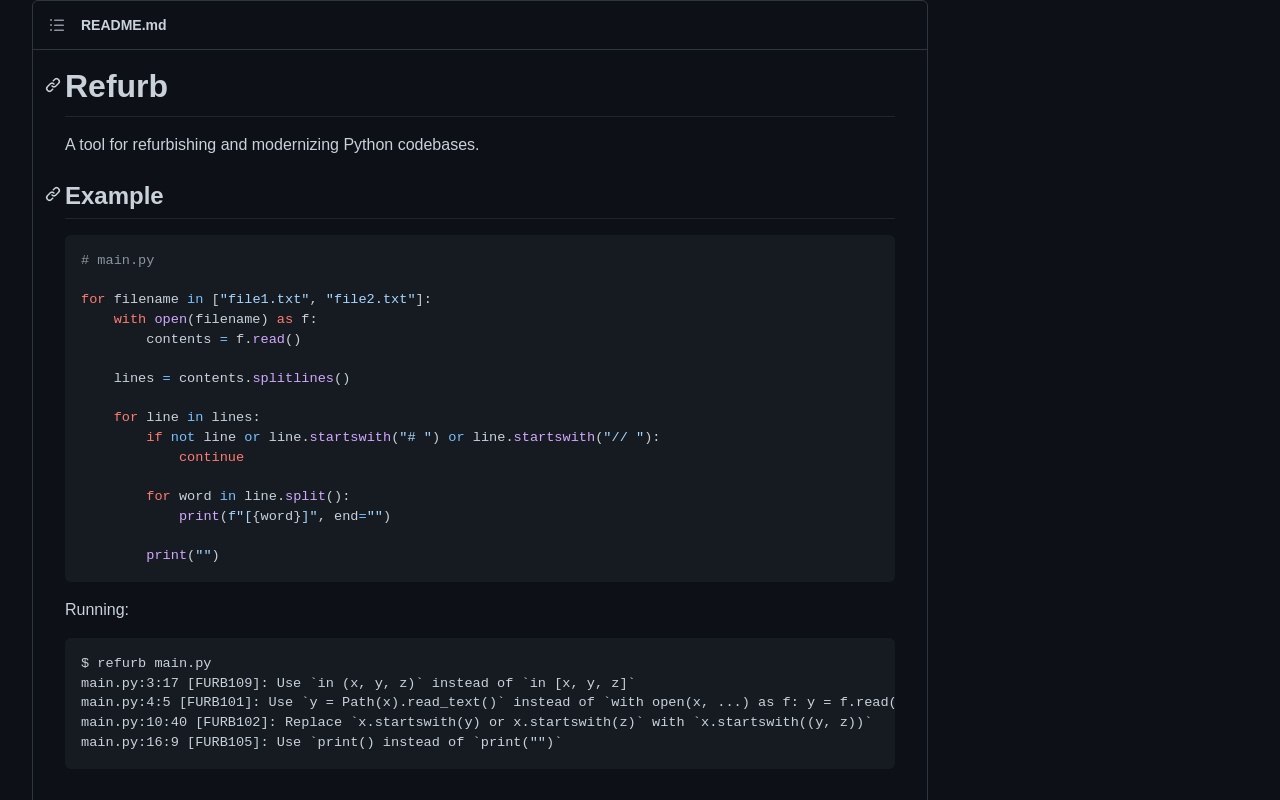 README.md
Refurb
A tool for refurbishing and modernizing Python codebases.
Example
# main.py
for filename in ["file1.txt", "file2.txt"]:
    with open(filename) as f:
        contents = f.read()
    lines = contents.splitlines()
    for line in lines:
        if not line or line.startswith("# ") or line.startswith("// "):
            continue
        for word in line.split():
            print(f"[{word}]", end="")
        print("")
Running:
$ refurb main.py
main.py:3:17 [FURB109]: Use `in (x, y, z)` instead of `in [x, y, z]`
main.py:4:5 [FURB101]: Use `y = Path(x).read_text()` instead of `with open(x, ...) as f: y = f.read(
main.py:10:40 [FURB102]: Replace `x.startswith(y) or x.startswith(z)` with `x.startswith((y, z))`
main.py:16:9 [FURB105]: Use `print() instead of `print("")`